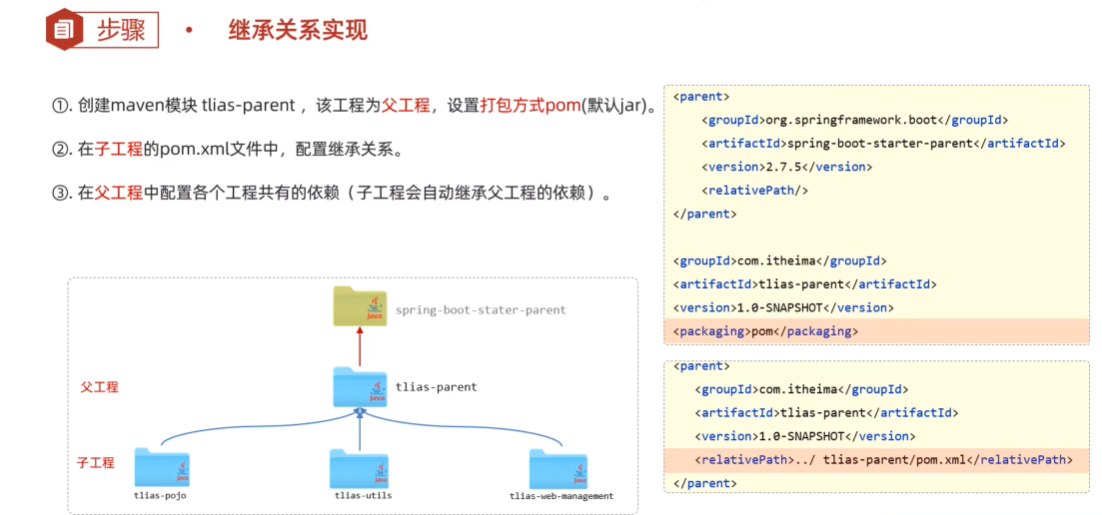 步骤 • 继承关系实现
①. 创建maven模块 tlias-parent ，该工程为父工程，设置打包方式pom(默认jar)。
②. 在子工程的pom.xml文件中，配置继承关系。
③. 在父工程中配置各个工程共有的依赖（子工程会自动继承父工程的依赖）。
<parent>
<groupId>org.springframework.boot</groupId>
<artifactId>spring-boot-starter-parent</artifactId>
<version>2.7.5</version>
<relativePath/>
</parent>
<groupId>com.itheima</groupId>
<artifactId>tlias-parent</artifactId>
<version>1.0-SNAPSHOT</version>
<packaging>pom</packaging>
<parent>
<groupId>com.itheima</groupId>
<artifactId>tlias-parent</artifactId>
<version>1.0-SNAPSHOT</version>
<relativePath>../ tlias-parent/pom.xml</relativePath>
</parent>
Java
spring-boot-stater-parent
父工程
Java
tlias-parent
子工程
Java
Java
Java
tlias-pojo
tlias-utils
tlias-web-management